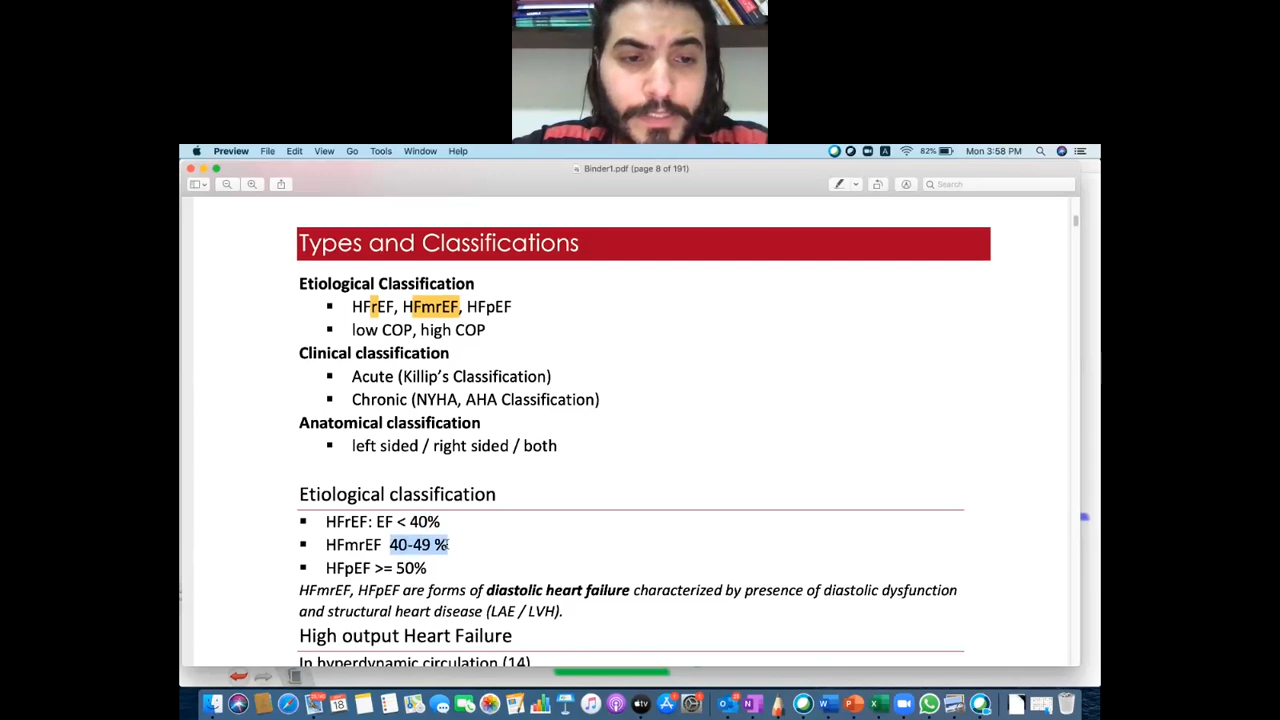 Preview File Edit View Go Tools Window Help 82% Mon 3:58 PM
Binder1.pdf (page 8 of 191)
Search
Types and Classifications
Etiological Classification
▪ HFrEF, HFmrEF, HFpEF
▪ low COP, high COP
Clinical classification
▪ Acute (Killip’s Classification)
▪ Chronic (NYHA, AHA Classification)
Anatomical classification
▪ left sided / right sided / both
Etiological classification
▪ HFrEF: EF < 40%
▪ HFmrEF 40-49 %
▪ HFpEF >= 50%
HFmrEF, HFpEF are forms of diastolic heart failure characterized by presence of diastolic dysfunction
and structural heart disease (LAE / LVH).
High output Heart Failure
In hyperdynamic circulation (14)